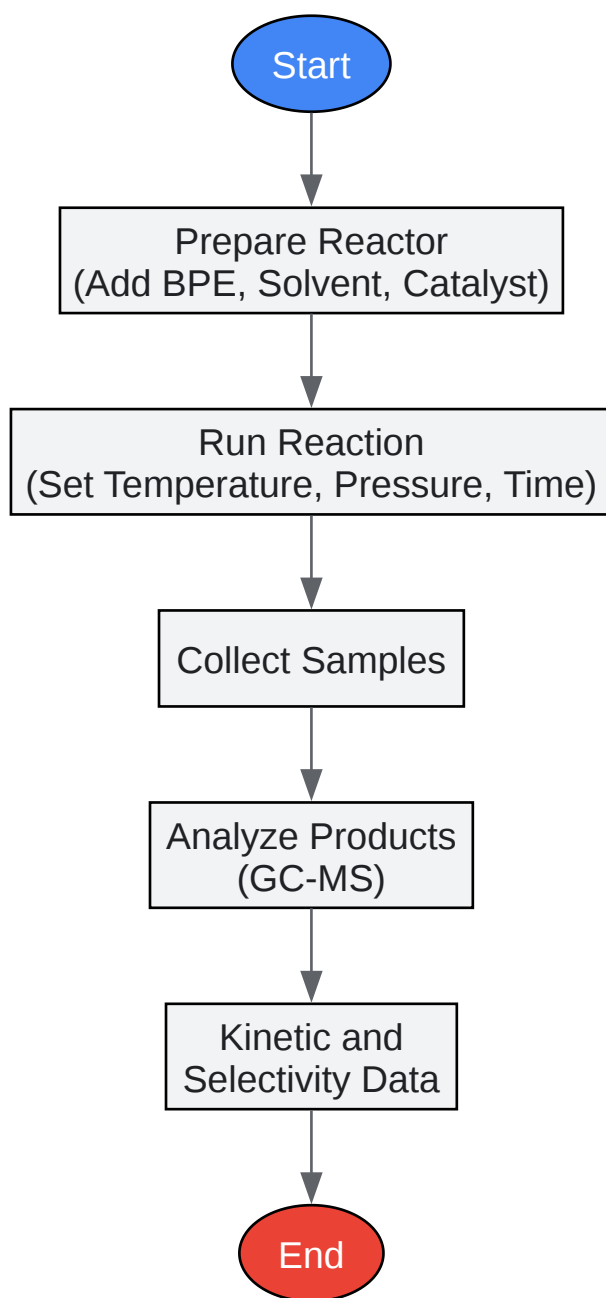 Start
Prepare Reactor
(Add BPE, Solvent, Catalyst)
Run Reaction
(Set Temperature, Pressure, Time)
Collect Samples
Analyze Products
(GC-MS)
Kinetic and
Selectivity Data
End